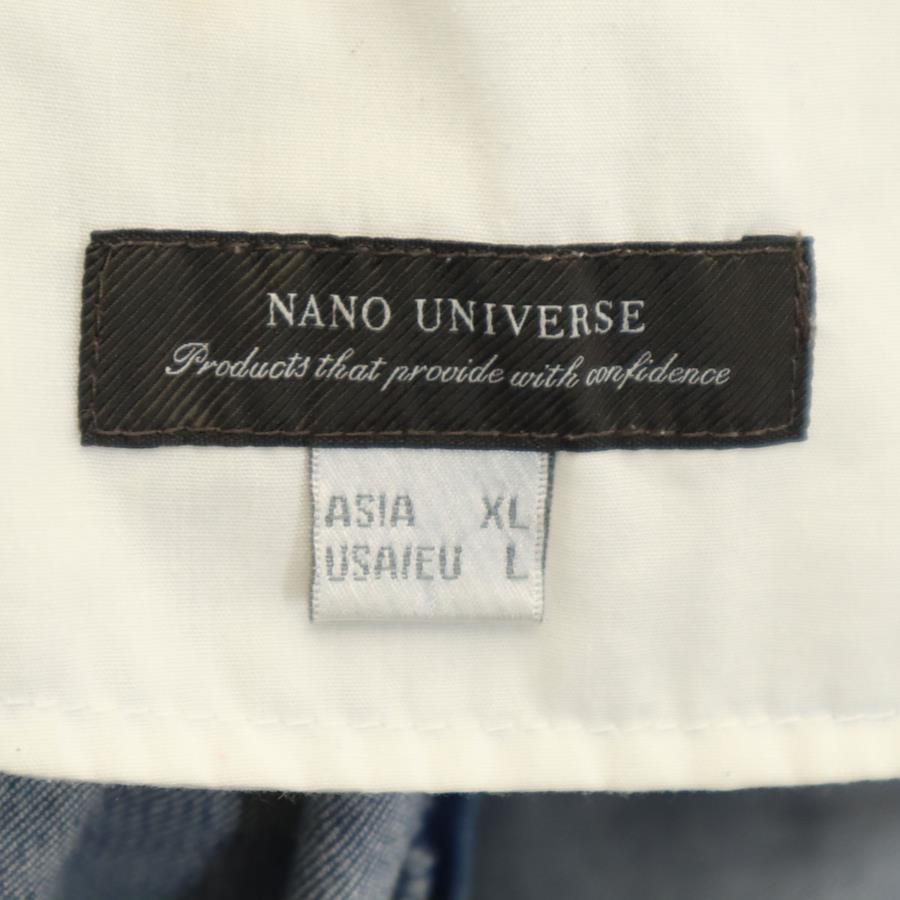 NANO UNIVERSE
Products that provide with confidence
ASIA XL
USA/EU L